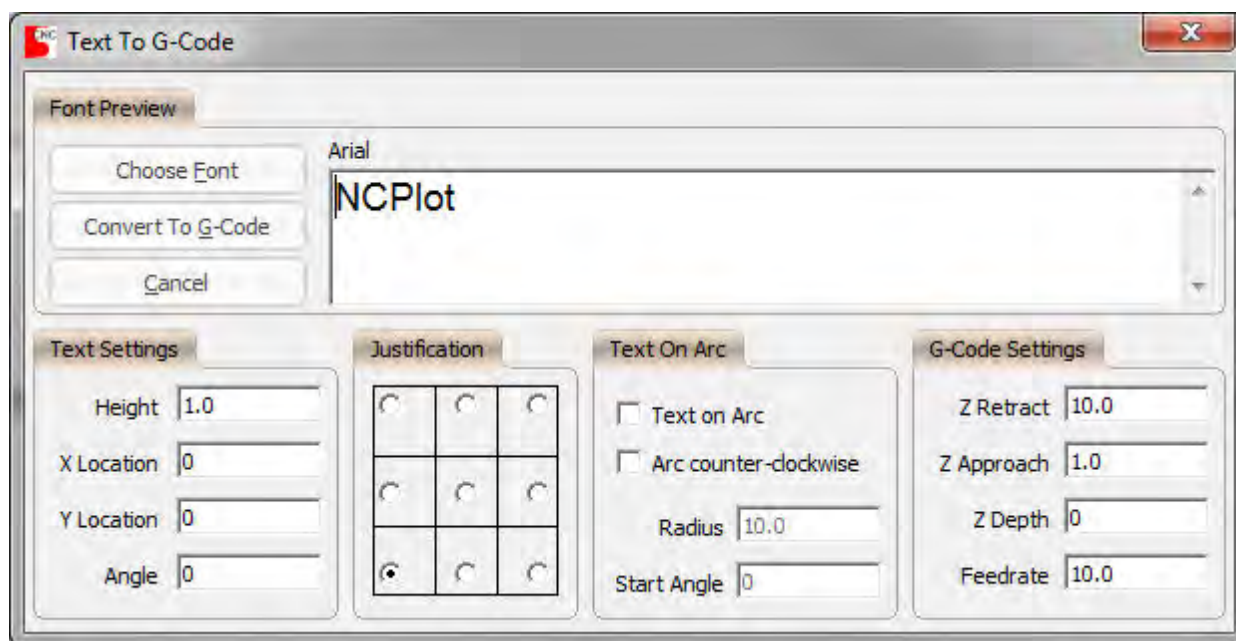 CNC
Text To G-Code
Font Preview
Choose Font
Convert To G-Code
Cancel
Arial
NCPlot
Text Settings
Height 1.0
X Location 0
Y Location 0
Angle 0
Justification
Text On Arc
Text on Arc
Arc counter-clockwise
Radius 10.0
Start Angle 0
G-Code Settings
Z Retract 10.0
Z Approach 1.0
Z Depth 0
Feedrate 10.0